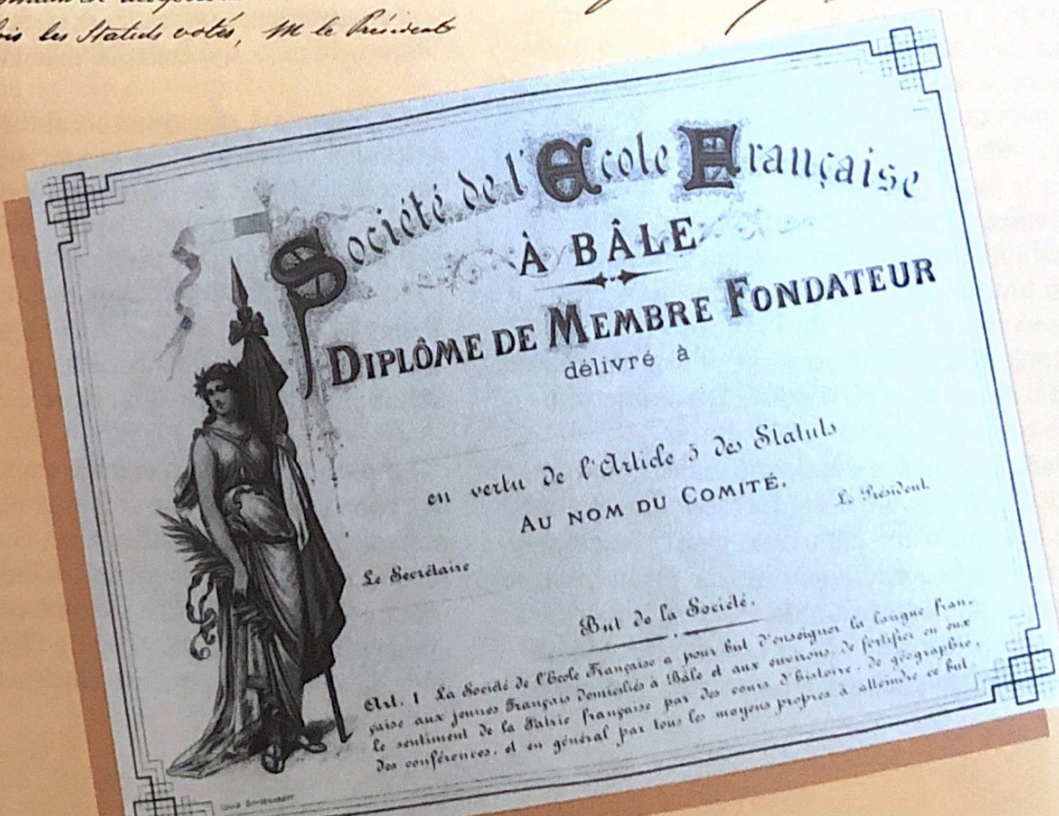 les Statuts votés, M le Président
Société de l'Ecole Française
À BÂLE
DIPLÔME DE MEMBRE FONDATEUR
délivré à
en vertu de l'Article 5 des Statuts
AU NOM DU COMITÉ.
Le Président
Le Secrétaire
But de la Société.
Art. 1 La Société de l'Ecole Française a pour but d'enseigner la langue fran-
çaise aux jeunes Français domiciliés à Bâle et aux environs, de fortifier en eux
le sentiment de la Patrie française par des cours d'histoire, de géographie,
des conférences, et en général par tous les moyens propres à atteindre ce but